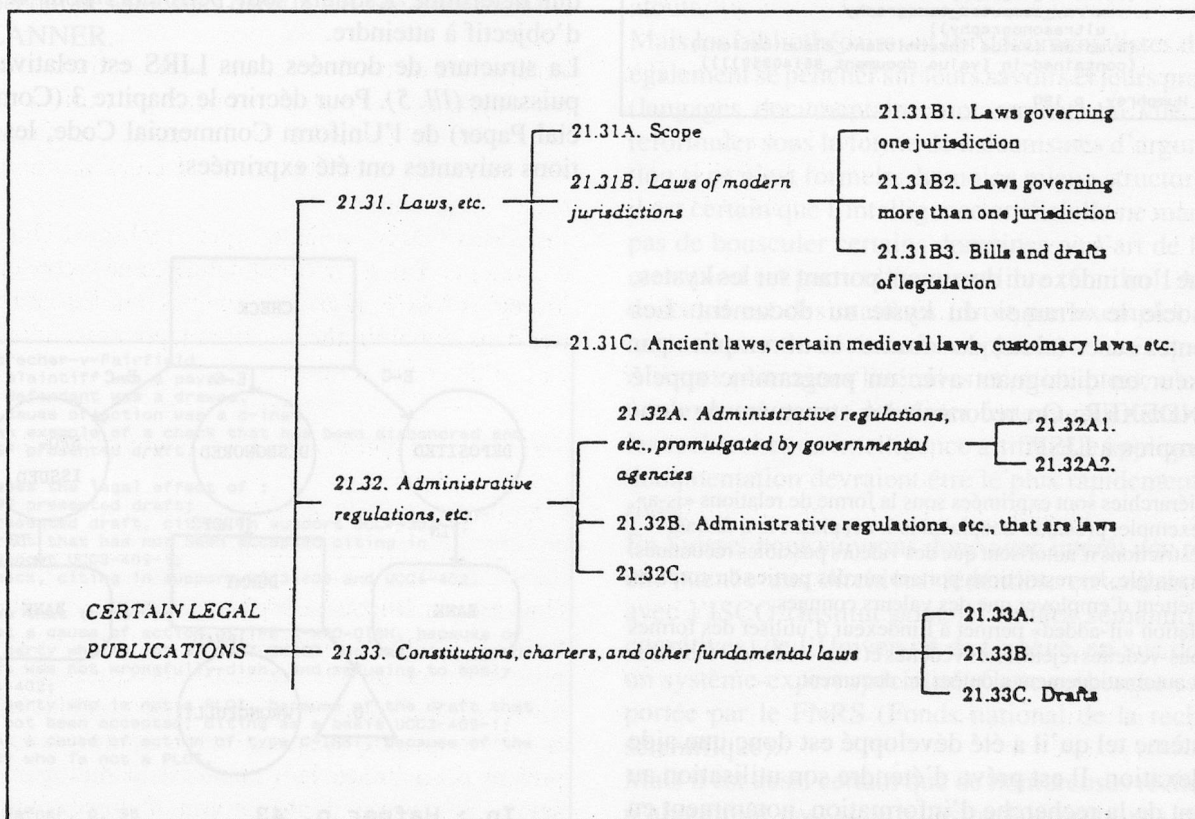 21.31A. Scope
21.31B. Laws of modern
jurisdictions
21.31B1. Laws governing
one jurisdiction
21.31B2. Laws governing
more than one jurisdiction
21.31B3. Bills and drafts
of legislation
21.31. Laws, etc.
21.31C. Ancient laws, certain medieval laws, customary laws, etc.
21.32A. Administrative regulations,
etc., promulgated by governmental
agencies
21.32A1.
21.32A2.
21.32. Administrative
regulations, etc.
21.32B. Administrative regulations, etc., that are laws
21.32C.
CERTAIN LEGAL
PUBLICATIONS
21.33. Constitutions, charters, and other fundamental laws
21.33A.
21.33B.
21.33C. Drafts